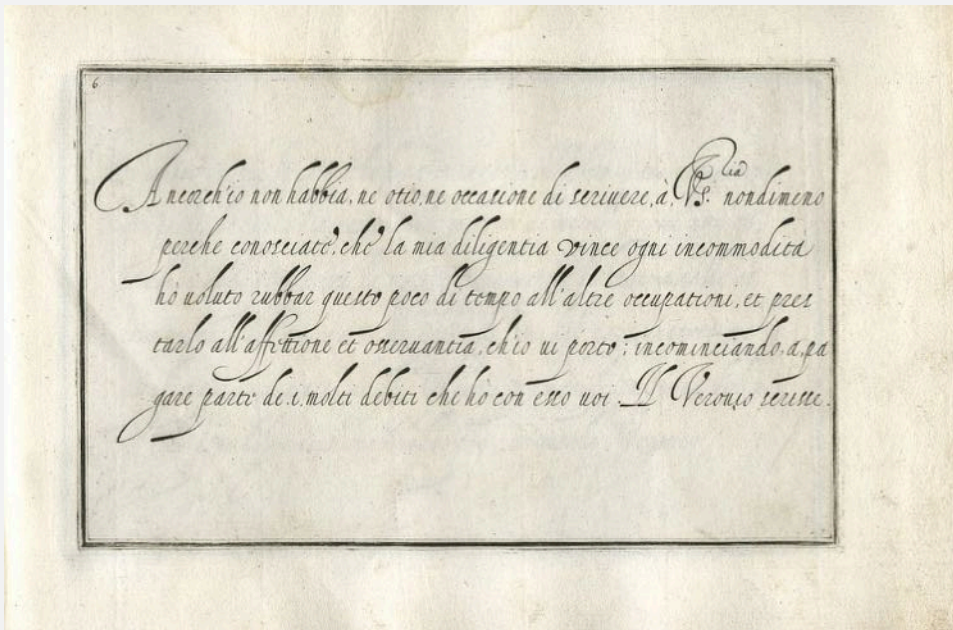 6
Ancorch'io non habbia, ne otio, ne occasione di scriuere, à V.S.ria nondimeno
perche conosciate, che la mia diligentia vince ogni incommodità
hò uoluto rubbar questo poco di tempo all'altre occupationi, et pres
tarlo all'affettione et osseruantia, ch'io ui porto; incominciando a pa
gare parte de i molti debiti che hò con esso uoi. Il Verouio scrisse.